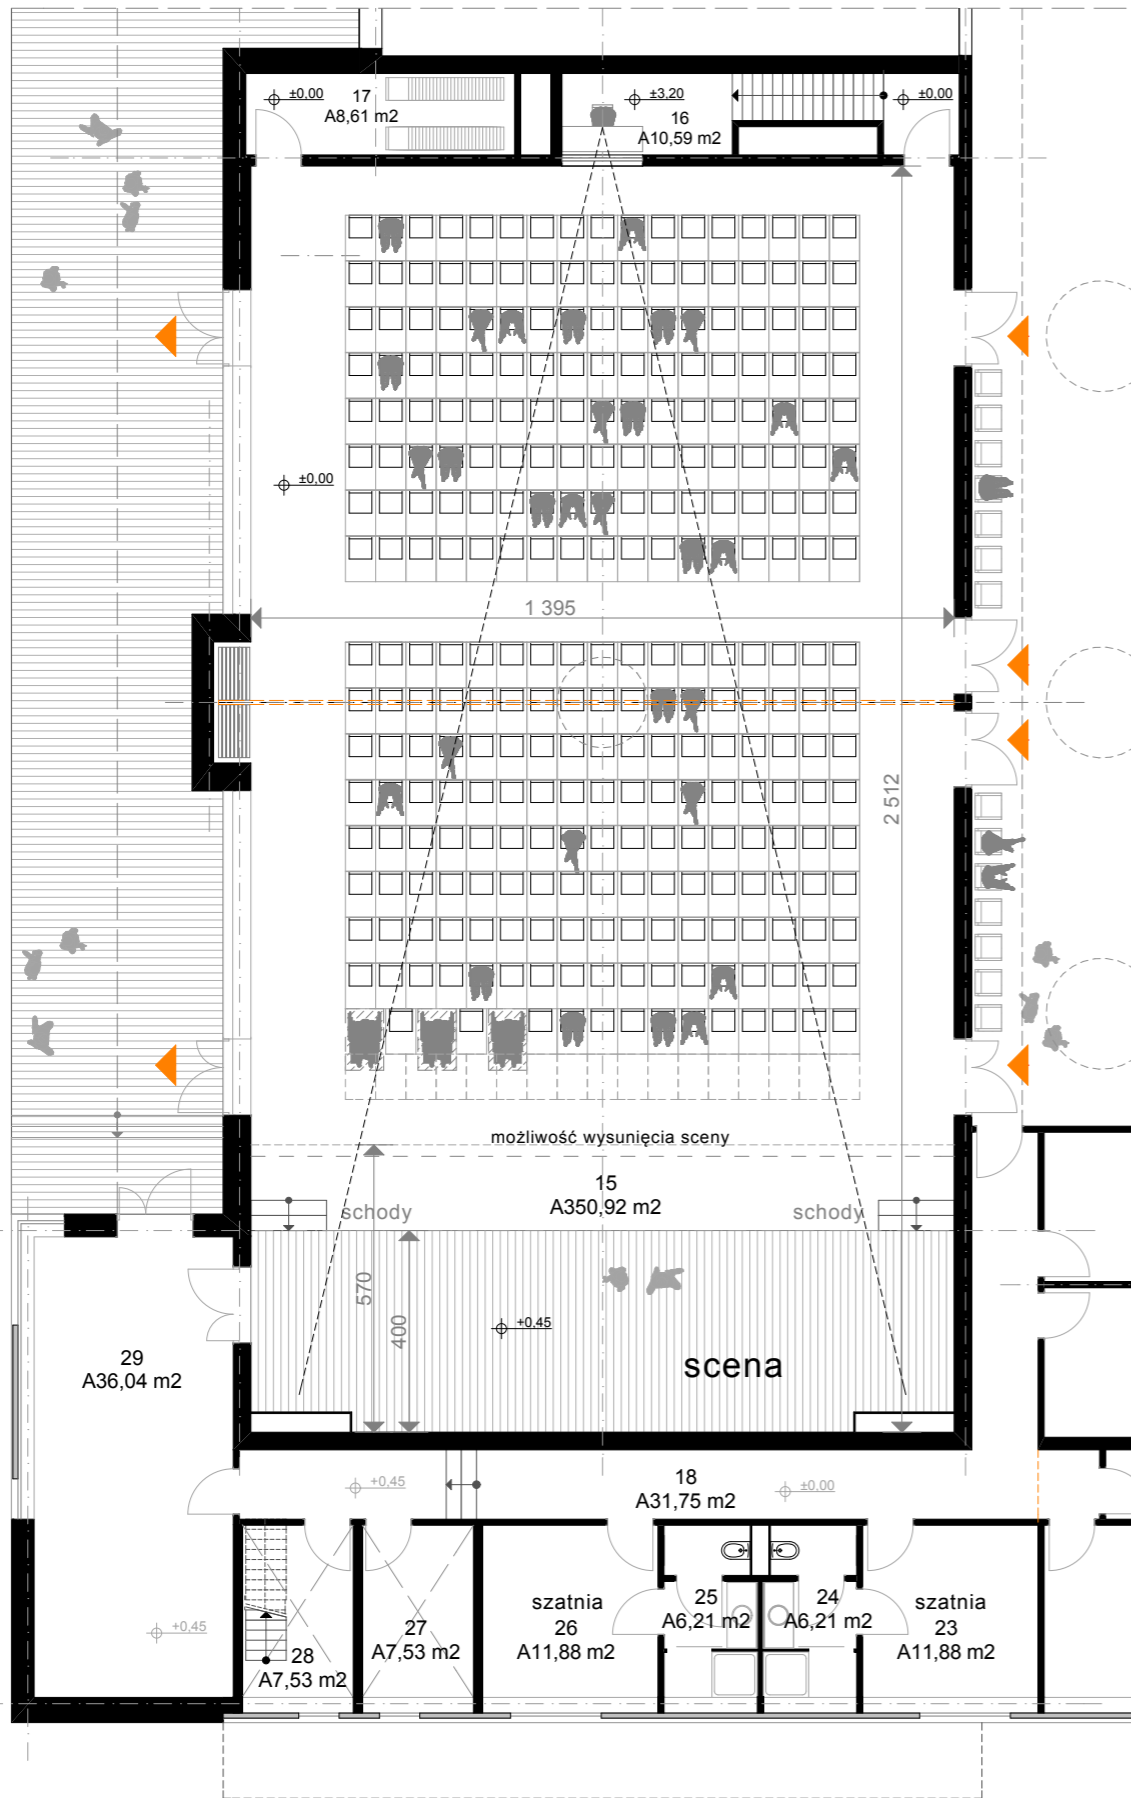 ±0,00
17
A8,61 m2
±3,20
16
A10,59 m2
±0,00
±0,00
1 395
2 512
możliwość wysunięcia sceny
15
A350,92 m2
schody
schody
570
400
+0,45
scena
29
A36,04 m2
+0,45
18
A31,75 m2
±0,00
+0,45
28
A7,53 m2
27
A7,53 m2
szatnia
26
A11,88 m2
25
A6,21 m2
24
A6,21 m2
szatnia
23
A11,88 m2